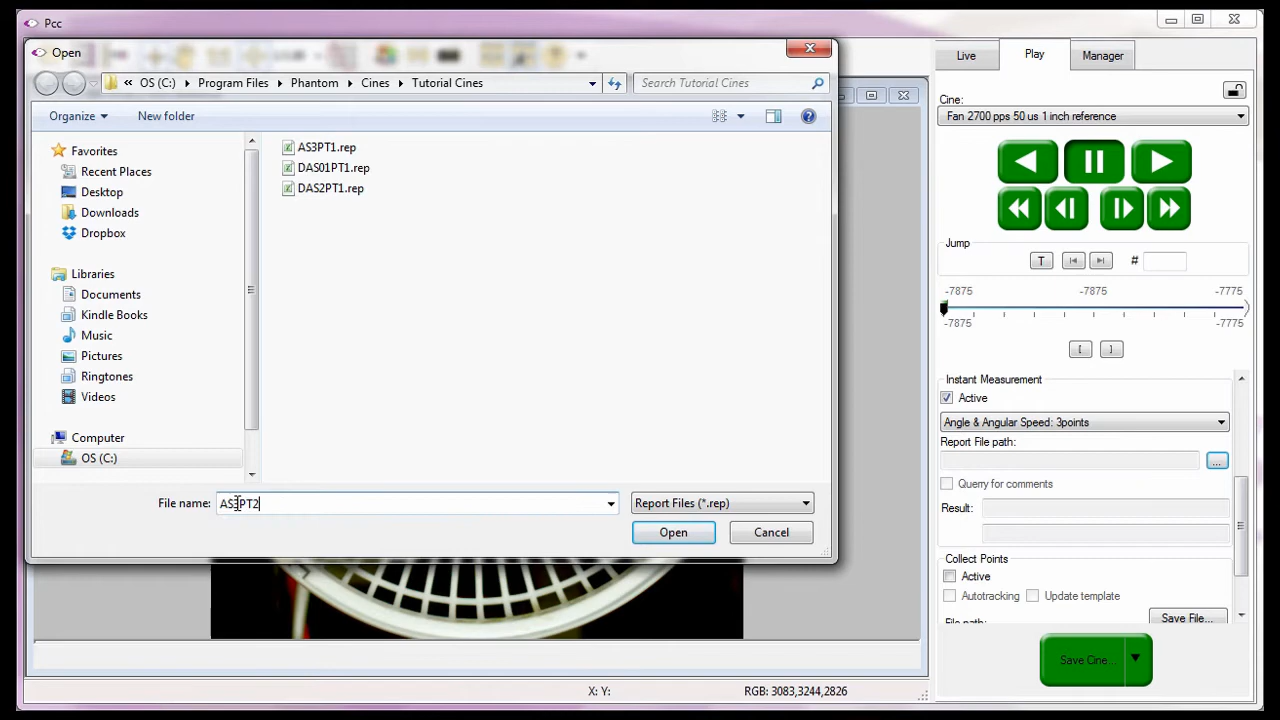 Pcc
Open
« OS (C:) Program Files Phantom Cines Tutorial Cines
Search Tutorial Cines
Organize
New folder
Favorites
Recent Places
Desktop
Downloads
Dropbox
Libraries
Documents
Kindle Books
Music
Pictures
Ringtones
Videos
Computer
OS (C:)
AS3PT1.rep
DAS01PT1.rep
DAS2PT1.rep
File name: AS3PT2
Report Files (*.rep)
Open
Cancel
X: Y:
RGB: 3083,3244,2826
Live
Play
Manager
Cine:
Fan 2700 pps 50 us 1 inch reference
Jump
T
#
-7875 -7875 -7775
-7875 -7775
[ ]
Instant Measurement
Active
Angle & Angular Speed: 3points
Report File path:
...
Querry for comments
Result:
Collect Points
Active
Autotracking Update template
File path:
Save File...
Save Cine...